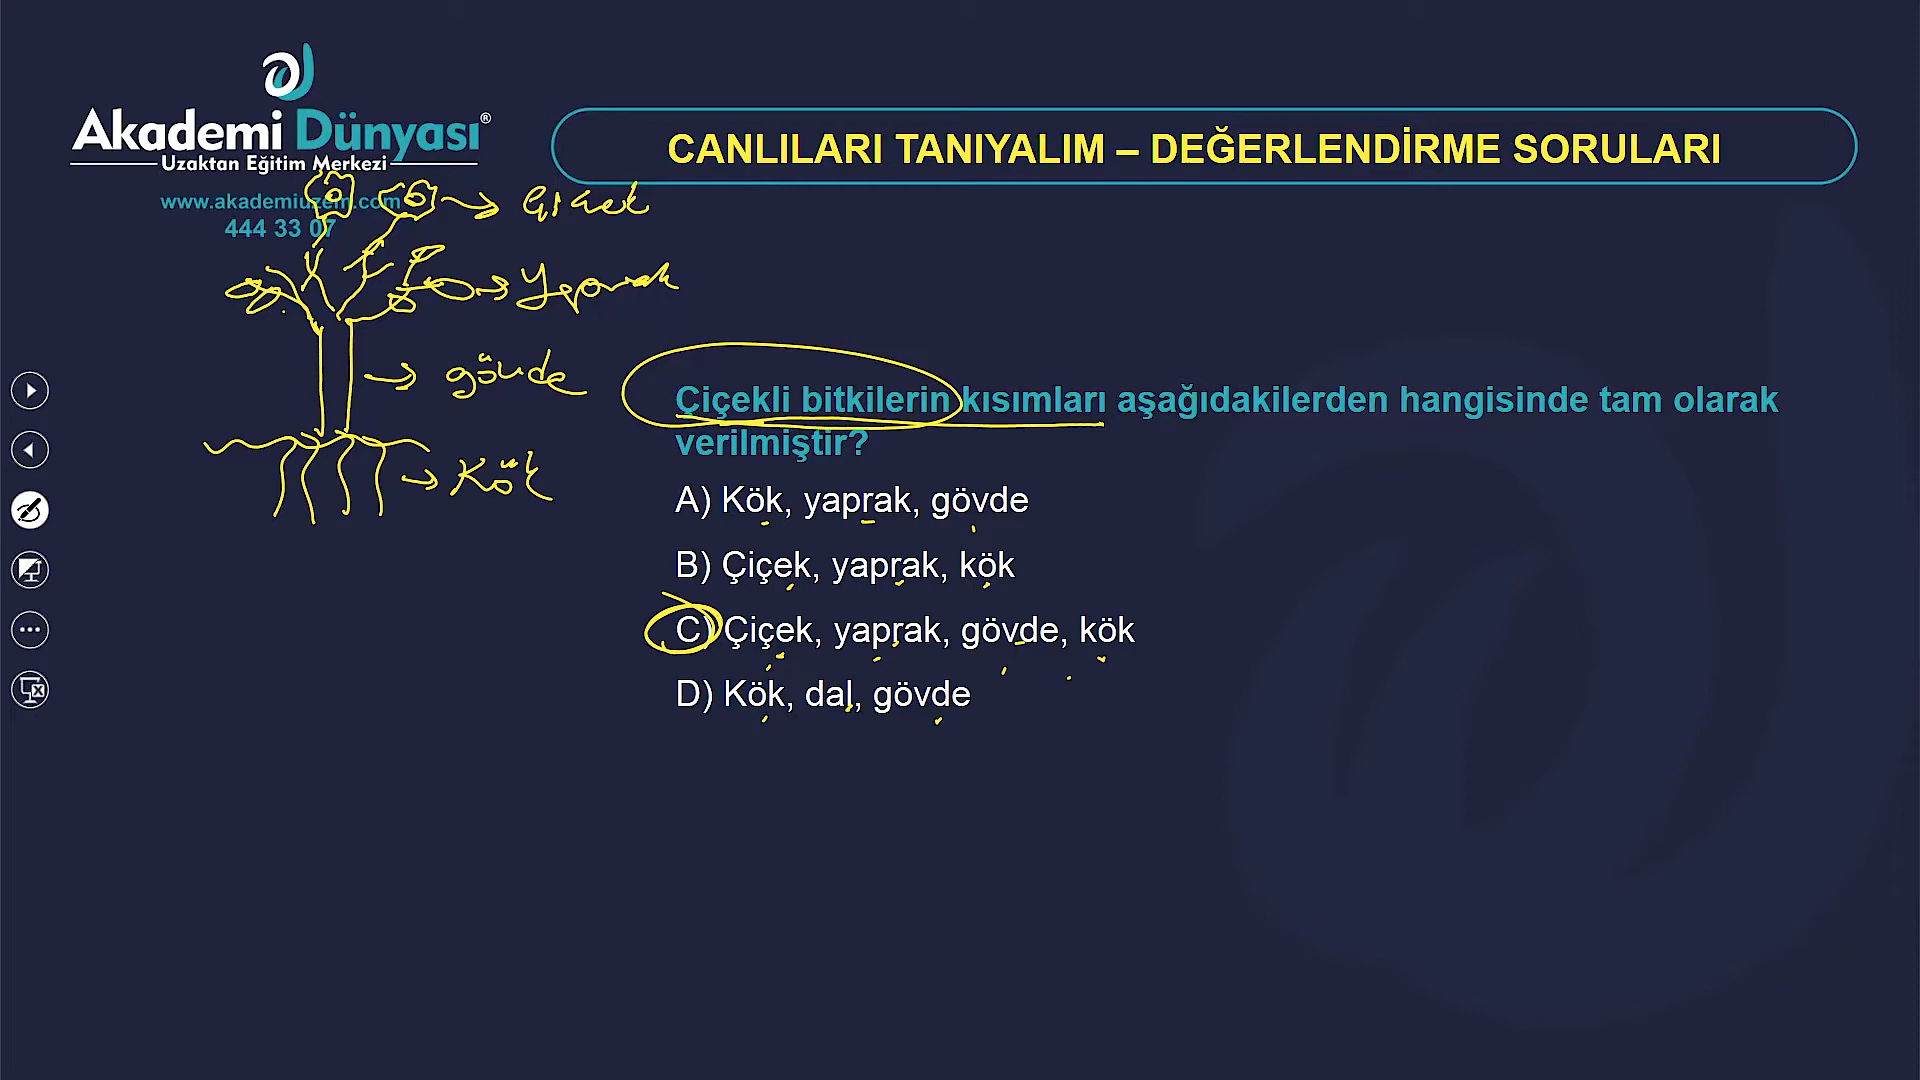 Akademi Dünyası®
Uzaktan Eğitim Merkezi
www.akademiuzem.com
444 33 07
CANLILARI TANIYALIM – DEĞERLENDİRME SORULARI
Çiçek
Yaprak
gövde
Kök
Çiçekli bitkilerin kısımları aşağıdakilerden hangisinde tam olarak
verilmiştir?
A) Kök, yaprak, gövde
B) Çiçek, yaprak, kök
C) Çiçek, yaprak, gövde, kök
D) Kök, dal, gövde